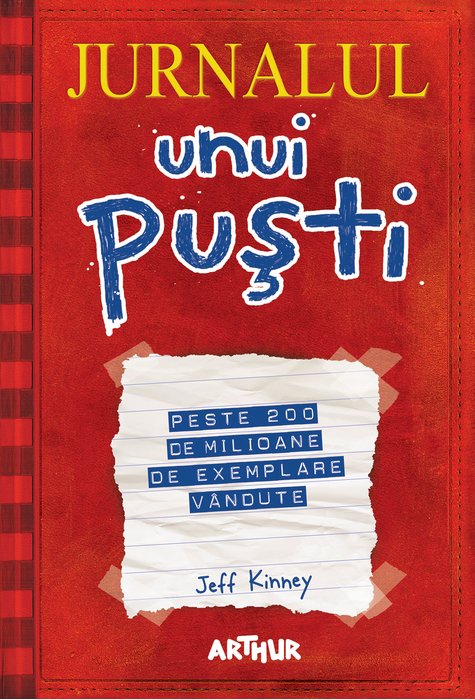 JURNALUL
unui
puşti
PESTE 200
DE MILIOANE
DE EXEMPLARE
VÂNDUTE
Jeff Kinney
ARTHUR